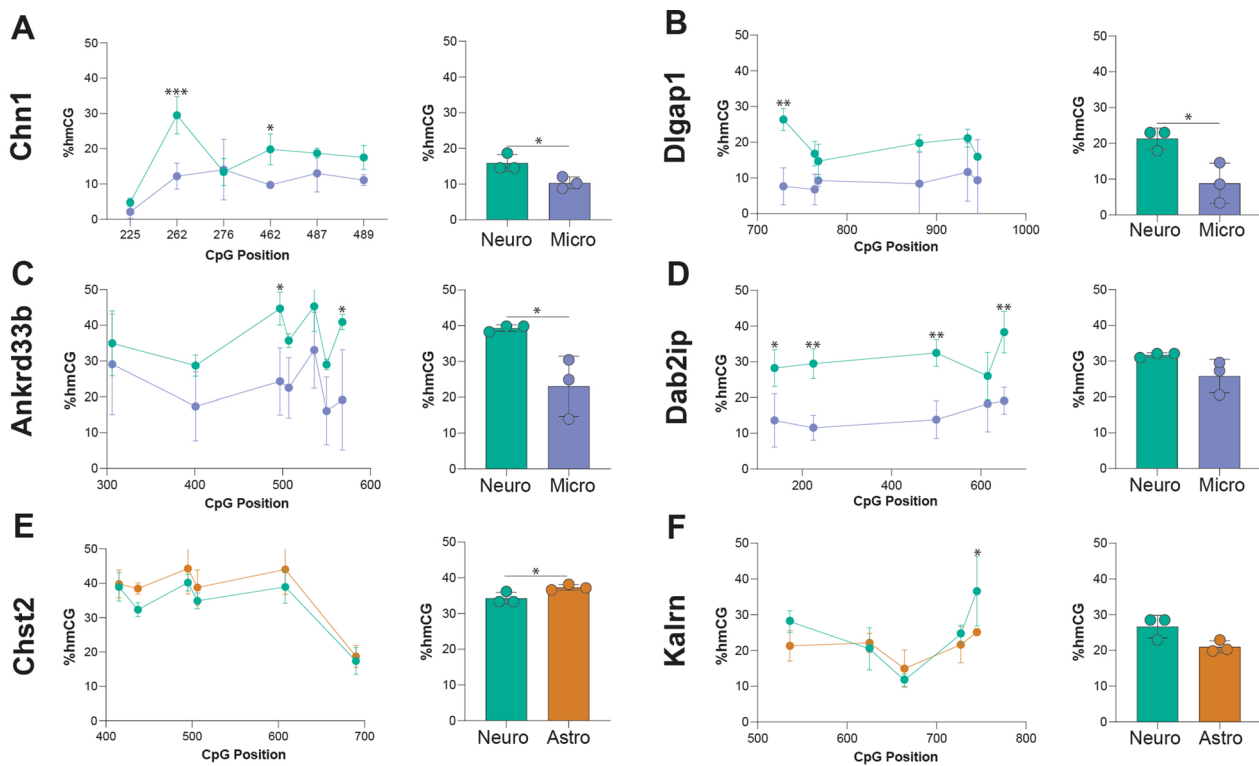 A
Chn1
%hmCG
50
40
30
20
10
0
***
*
225 262 276 462 487 489
CpG Position
%hmCG
50
40
30
20
10
0
*
Neuro Micro
B
Dlgap1
%hmCG
50
40
30
20
10
0
**
700 800 900 1000
CpG Position
%hmCG
50
40
30
20
10
0
*
Neuro Micro
C
Ankrd33b
%hmCG
50
40
30
20
10
0
*
*
300 400 500 600
CpG Position
%hmCG
50
40
30
20
10
0
*
Neuro Micro
D
Dab2ip
%hmCG
50
40
30
20
10
0
*
**
**
**
200 400 600
CpG Position
%hmCG
50
40
30
20
10
0
Neuro Micro
E
Chst2
%hmCG
50
40
30
20
10
0
400 500 600 700
CpG Position
%hmCG
50
40
30
20
10
0
*
Neuro Astro
F
Kalrn
%hmCG
50
40
30
20
10
0
*
500 600 700 800
CpG Position
%hmCG
50
40
30
20
10
0
Neuro Astro